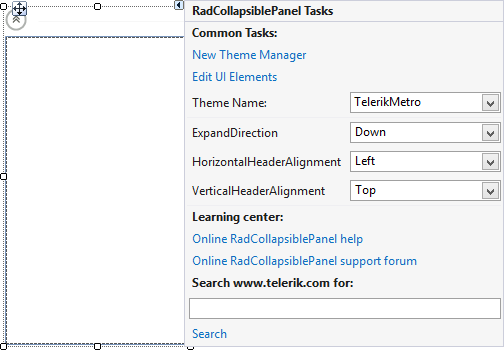 RadCollapsiblePanel Tasks
Common Tasks:
New Theme Manager
Edit UI Elements
Theme Name: TelerikMetro
ExpandDirection Down
HorizontalHeaderAlignment Left
VerticalHeaderAlignment Top
Learning center:
Online RadCollapsiblePanel help
Online RadCollapsiblePanel support forum
Search www.telerik.com for:
Search